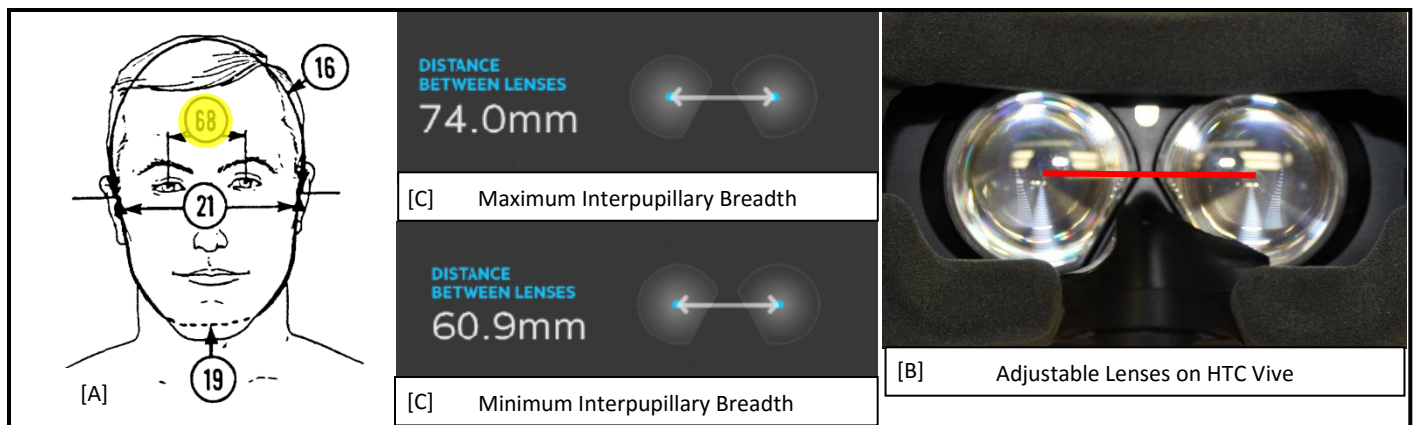 16
68
21
19
[A]
DISTANCE
BETWEEN LENSES
74.0mm
[C] Maximum Interpupillary Breadth
DISTANCE
BETWEEN LENSES
60.9mm
[C] Minimum Interpupillary Breadth
[B] Adjustable Lenses on HTC Vive